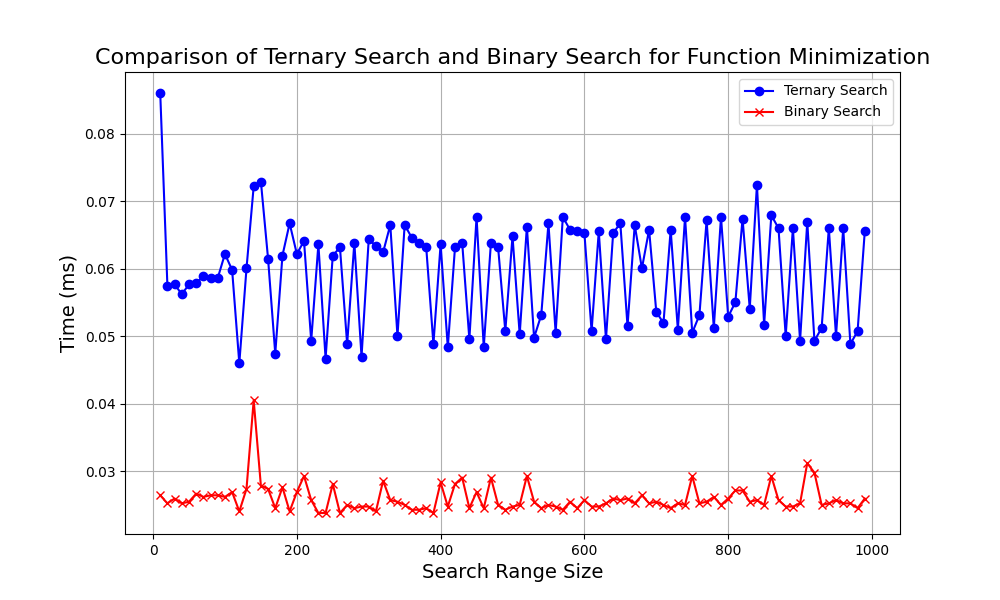 Comparison of Ternary Search and Binary Search for Function Minimization
Ternary Search
Binary Search
Time (ms)
0.08
0.07
0.06
0.05
0.04
0.03
0
200
400
600
800
1000
Search Range Size